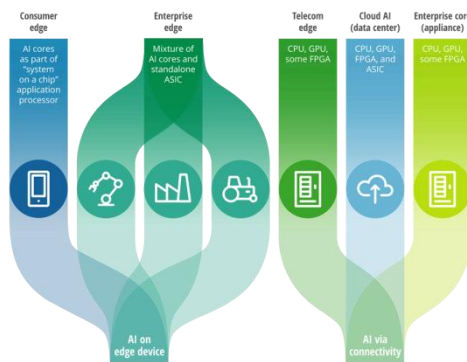 Consumer
edge
AI cores
as part of
"system
on a chip"
application
processor
Enterprise
edge
Mixture of
AI cores and
standalone
ASIC
Telecom
edge
CPU, GPU,
some FPGA
Cloud AI
(data center)
CPU, GPU,
FPGA, and
ASIC
Enterprise core
(appliance)
CPU, GPU,
some FPGA
AI on
edge device
AI via
connectivity